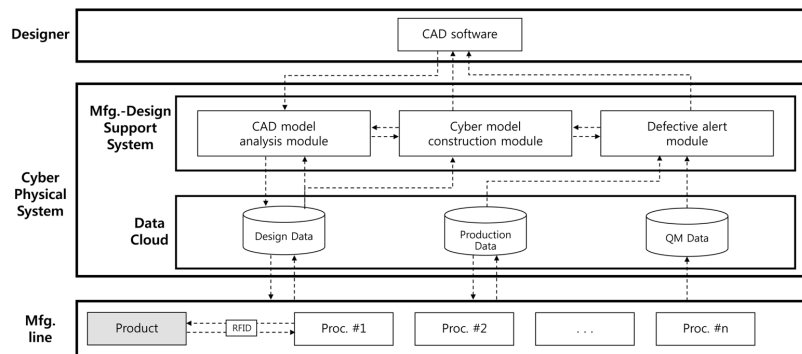 Designer
CAD software
Mfg.-Design
Support
System
CAD model
analysis module
Cyber model
construction module
Defective alert
module
Cyber
Physical
System
Data
Cloud
Design Data
Production
Data
QM Data
Mfg.
line
Product
RFID
Proc. #1
Proc. #2
. . .
Proc. #n